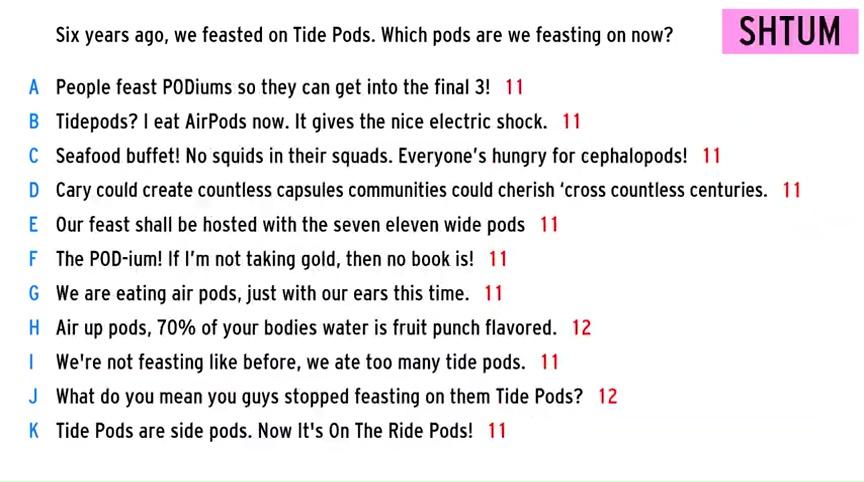 Six years ago, we feasted on Tide Pods. Which pods are we feasting on now?
SHTUM
A People feast PODiums so they can get into the final 3! 11
B Tidepods? I eat AirPods now. It gives the nice electric shock. 11
C Seafood buffet! No squids in their squads. Everyone's hungry for cephalopods! 11
D Cary could create countless capsules communities could cherish ‘cross countless centuries. 11
E Our feast shall be hosted with the seven eleven wide pods 11
F The POD-ium! If I'm not taking gold, then no book is! 11
G We are eating air pods, just with our ears this time. 11
H Air up pods, 70% of your bodies water is fruit punch flavored. 12
I We're not feasting like before, we ate too many tide pods. 11
J What do you mean you guys stopped feasting on them Tide Pods? 12
K Tide Pods are side pods. Now It's On The Ride Pods! 11